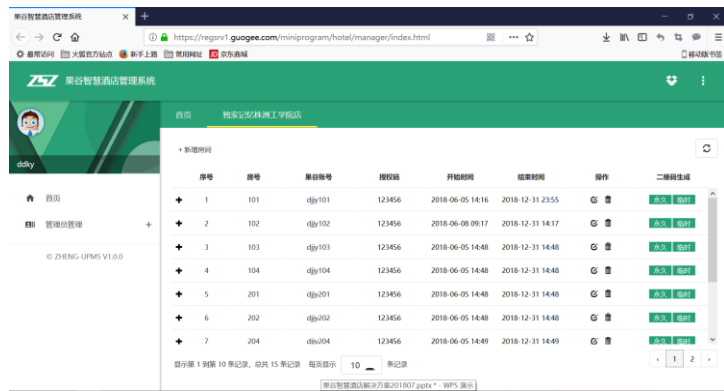 果谷智慧酒店管理系统
https://regsrv1.guogee.com/miniprogram/hotel/manager/index.html
最常访问 火狐官方站点 新手上路 常用网址 京东商城 移动版书签
果谷智慧酒店管理系统
首页 独家记忆株洲工学院店
ddky
+ 新增房间
序号 房号 果谷账号 授权码 开始时间 结束时间 操作 二维码生成
1 101 djjy101 123456 2018-06-05 14:16 2018-12-31 23:55 永久 临时
首页
2 102 djjy102 123456 2018-06-08 09:17 2018-12-31 14:17 永久 临时
管理员管理
3 103 djjy103 123456 2018-06-05 14:48 2018-12-31 14:48 永久 临时
© ZHENG-UPMS V1.0.0
4 104 djjy104 123456 2018-06-05 14:48 2018-12-31 14:48 永久 临时
5 201 djjy201 123456 2018-06-05 14:48 2018-12-31 14:48 永久 临时
6 202 djjy202 123456 2018-06-05 14:48 2018-12-31 14:48 永久 临时
7 204 djjy204 123456 2018-06-05 14:49 2018-12-31 14:49 永久 临时
显示第 1 到第 10 条记录，总共 15 条记录 每页显示 10 条记录 1 2
果谷智慧酒店解决方案201807.pptx * - WPS 演示